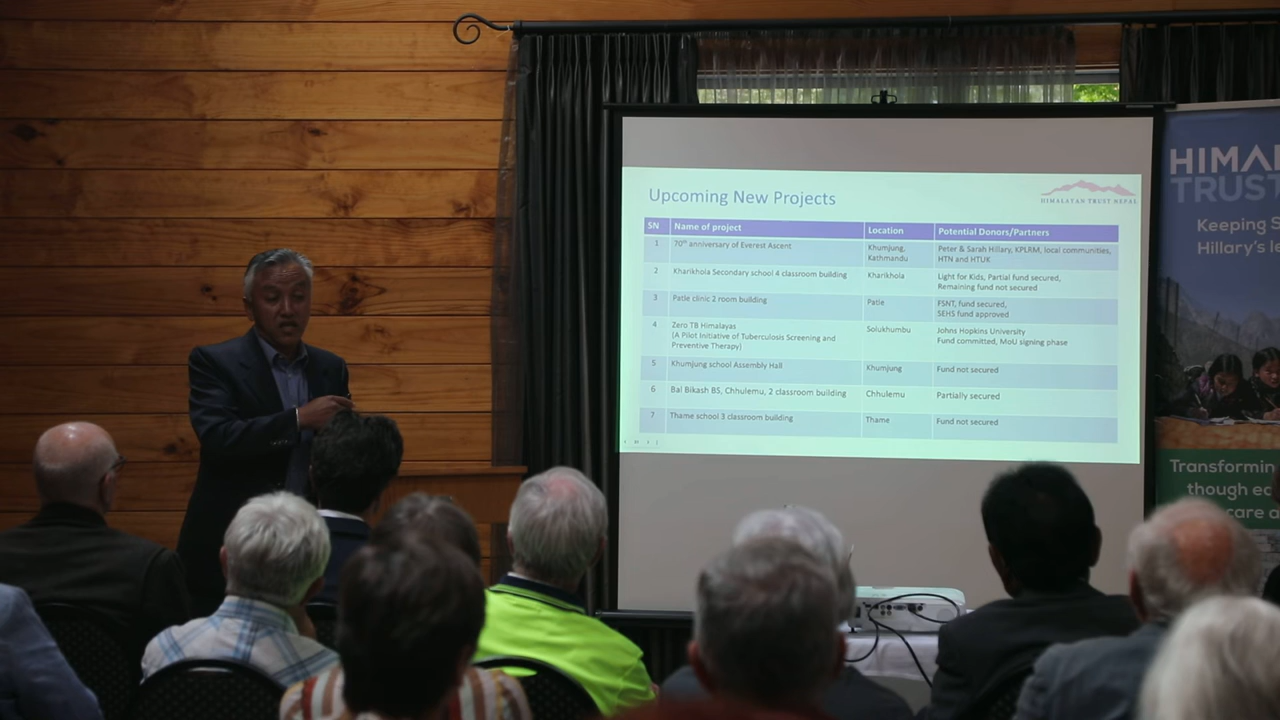 Upcoming New Projects
HIMALAYAN TRUST NEPAL
SN Name of project Location Potential Donors/Partners
1 70th anniversary of Everest Ascent Khumjung, Kathmandu Peter & Sarah Hillary, KPLRM, local communities, HTN and HTUK
2 Kharikhola Secondary school 4 classroom building Kharikhola Light for Kids, Partial fund secured, Remaining fund not secured
3 Patle clinic 2 room building Patle FSNT, fund secured, SEHS fund approved
4 Zero TB Himalayas (A Pilot Initiative of Tuberculosis Screening and Preventive Therapy) Solukhumbu Johns Hopkins University Fund committed, MoU signing phase
5 Khumjung school Assembly Hall Khumjung Fund not secured
6 Bal Bikash BS, Chhulemu, 2 classroom building Chhulemu Partially secured
7 Thame school 3 classroom building Thame Fund not secured
HIMAL
TRUST
Keeping S
Hillary's le
Transformin
though ed
care a